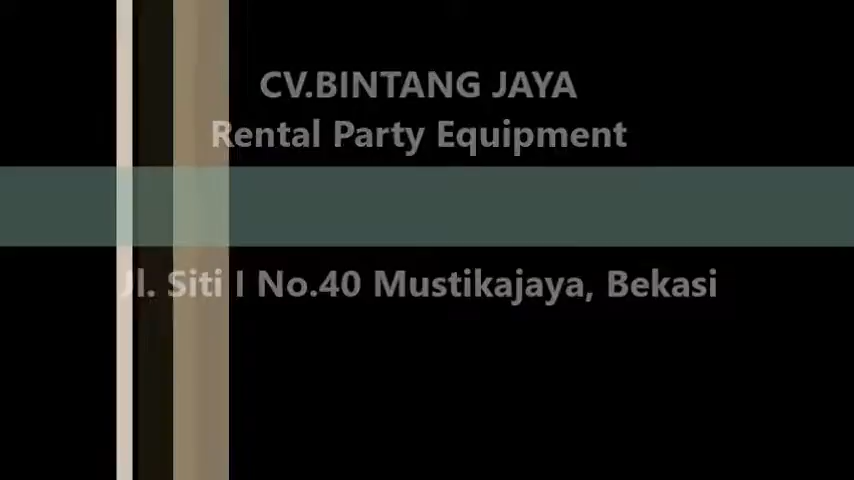 CV.BINTANG JAYA
Rental Party Equipment
Jl. Siti I No.40 Mustikajaya, Bekasi